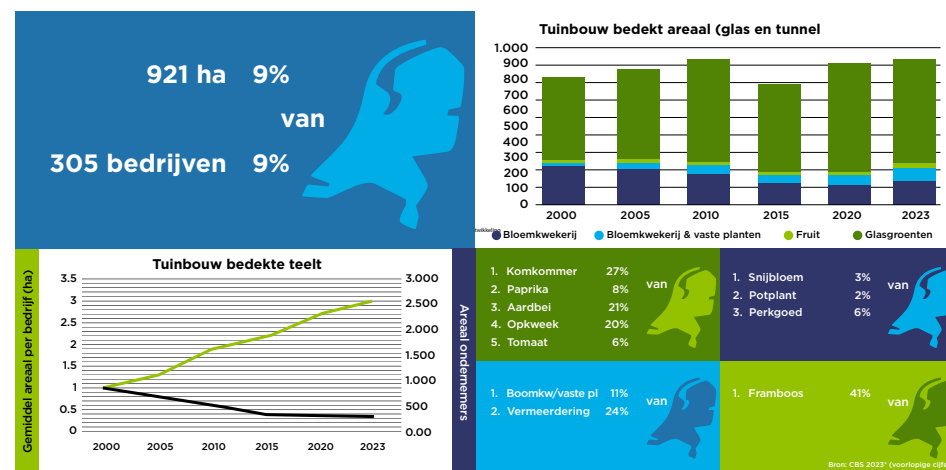 921 ha 9%
van
305 bedrijven 9%
Tuinbouw bedekt areaal (glas en tunnel
1.000
900
800
600
600
500
400
300
200
100
0
2000 2005 2010 2015 2020 2023
Bloemkwekerij Bloemkwekerij & vaste planten Fruit Glasgroenten
Gemiddel areaal per bedrijf (ha)
Tuinbouw bedekte teelt
3.5
3
2.5
2
1.5
1
0.5
0
3.000
2.500
2.000
1.500
1.000
500
0.00
2000 2005 2010 2015 2020 2023
Areaal ondernemers
1. Komkommer 27%
2. Paprika 8%
3. Aardbei 21%
4. Opkweek 20%
5. Tomaat 6%
van
1. Snijbloem 3%
2. Potplant 2%
3. Perkgoed 6%
van
1. Boomkw/vaste pl 11%
2. Vermeerdering 24%
van
1. Framboos 41%
van
Bron: CBS 2023* (voorlopige cijfe